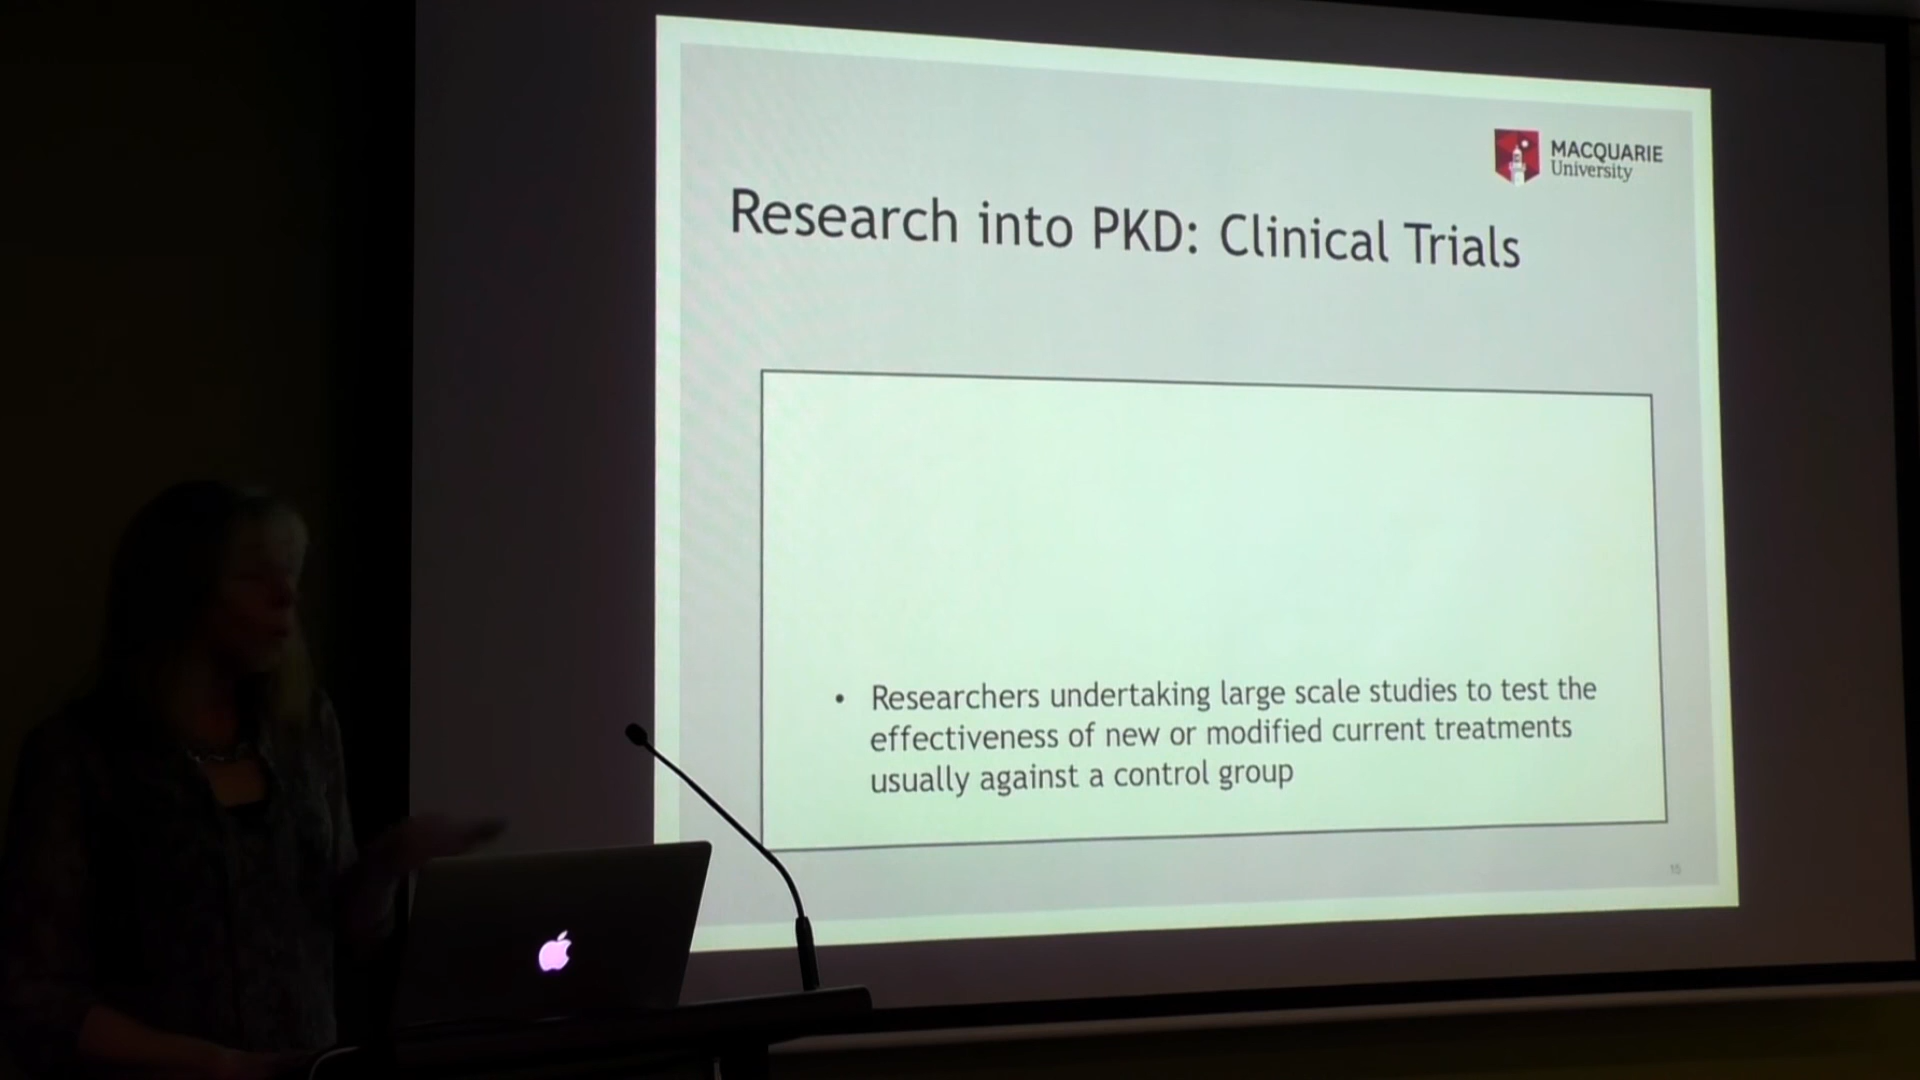 MACQUARIE
University
Research into PKD: Clinical Trials
• Researchers undertaking large scale studies to test the
effectiveness of new or modified current treatments
usually against a control group
15